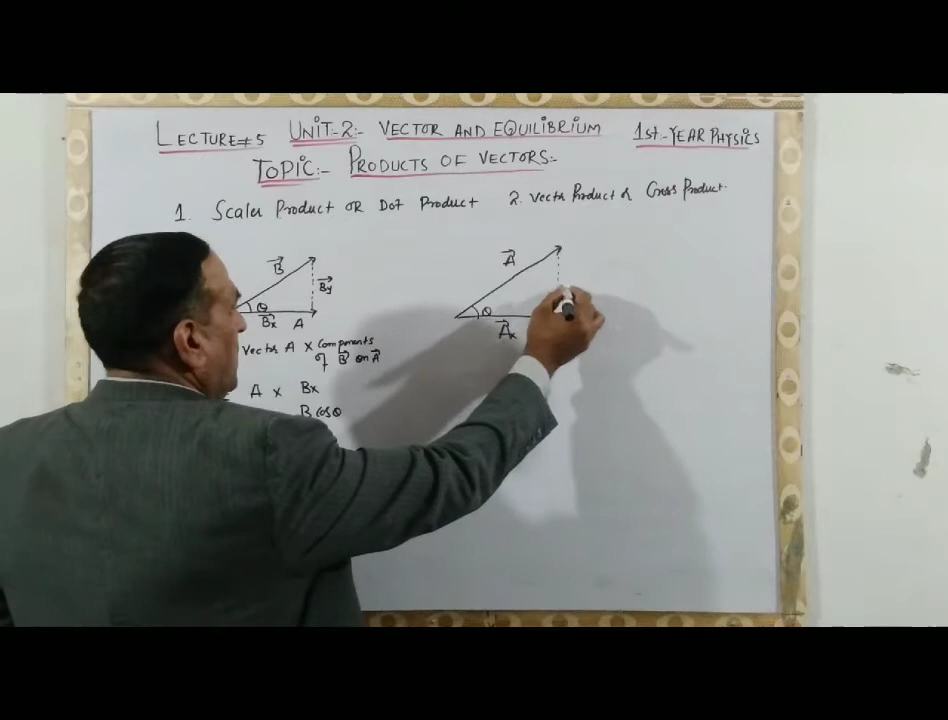 LECTURE#5 UNIT-2:- VECTOR AND EQUILIBRIUM 1st-YEAR PHYSICS
TOPIC:- PRODUCTS OF VECTORS:-
1. Scaler Product OR Dot Product 2. Vector Product or Cross Product.
B By θ Bx A
Vector A X Components
of B on A
A X Bx
B cosθ
A θ Ax